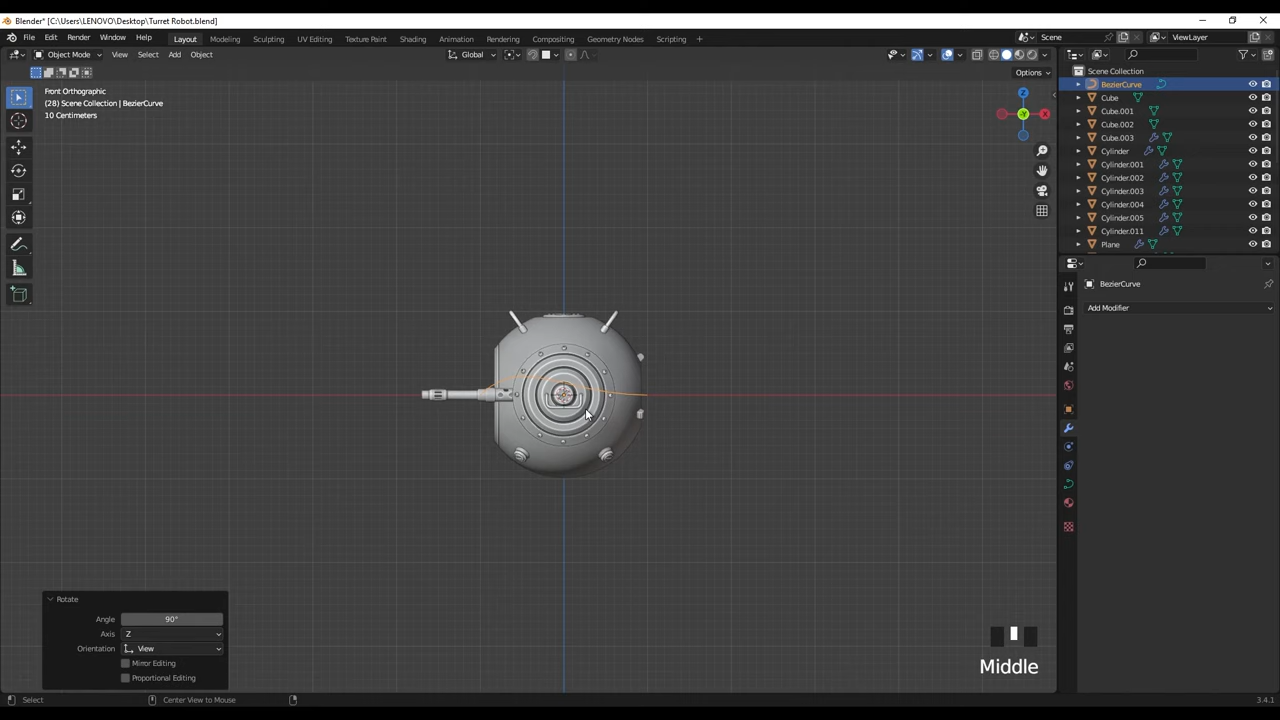 Blender* [C:\Users\LENOVO\Desktop\Turret Robot.blend]
File Edit Render Window Help Layout Modeling Sculpting UV Editing Texture Paint Shading Animation Rendering Compositing Geometry Nodes Scripting + Scene ViewLayer
Object Mode View Select Add Object Global
Options
Front Orthographic
(28) Scene Collection | BezierCurve
10 Centimeters
Z
Y
X
Scene Collection
BezierCurve
Cube
Cube.001
Cube.002
Cube.003
Cylinder
Cylinder.001
Cylinder.002
Cylinder.003
Cylinder.004
Cylinder.005
Cylinder.011
Plane
BezierCurve
Add Modifier
Rotate
Angle 90°
Axis Z
Orientation View
Mirror Editing
Proportional Editing
Middle
Select Center View to Mouse 3.4.1